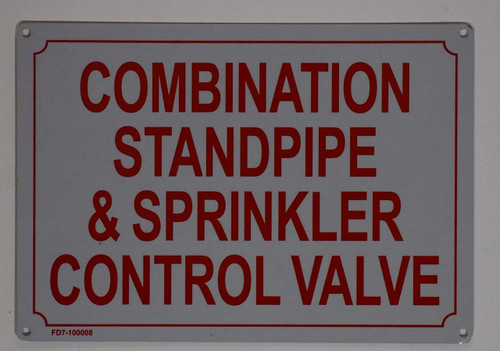 COMBINATION
STANDPIPE
& SPRINKLER
CONTROL VALVE
FD7-100008